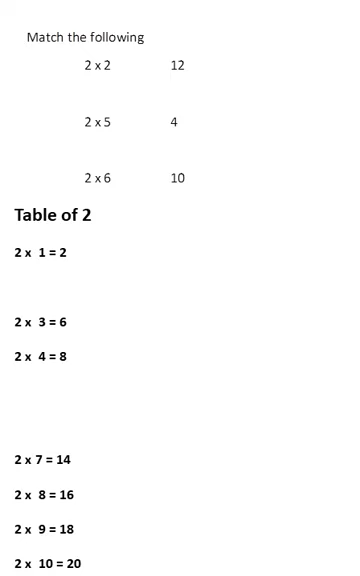 Match the following
2 x 2 12
2 x 5 4
2 x 6 10
Table of 2
2 x 1 = 2
2 x 3 = 6
2 x 4 = 8
2 x 7 = 14
2 x 8 = 16
2 x 9 = 18
2 x 10 = 20